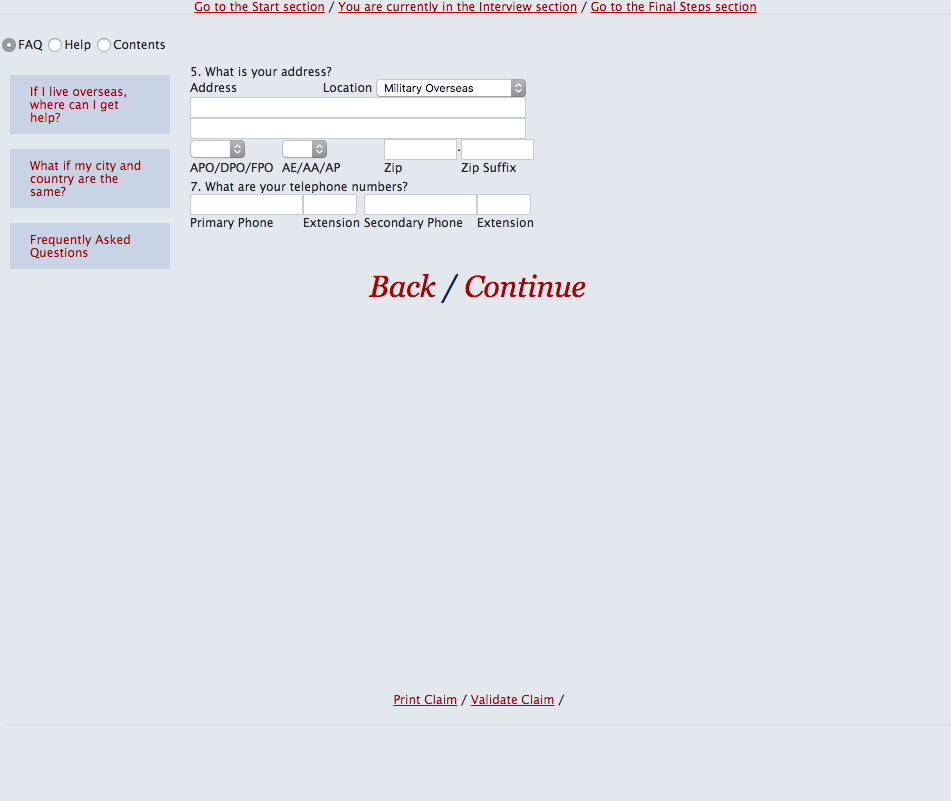 Go to the Start section / You are currently in the Interview section / Go to the Final Steps section
FAQ Help Contents
If I live overseas,
where can I get
help?
What if my city and
country are the
same?
Frequently Asked
Questions
5. What is your address?
Address Location Military Overseas
-
APO/DPO/FPO AE/AA/AP Zip Zip Suffix
7. What are your telephone numbers?
Primary Phone Extension Secondary Phone Extension
Back / Continue
Print Claim / Validate Claim /